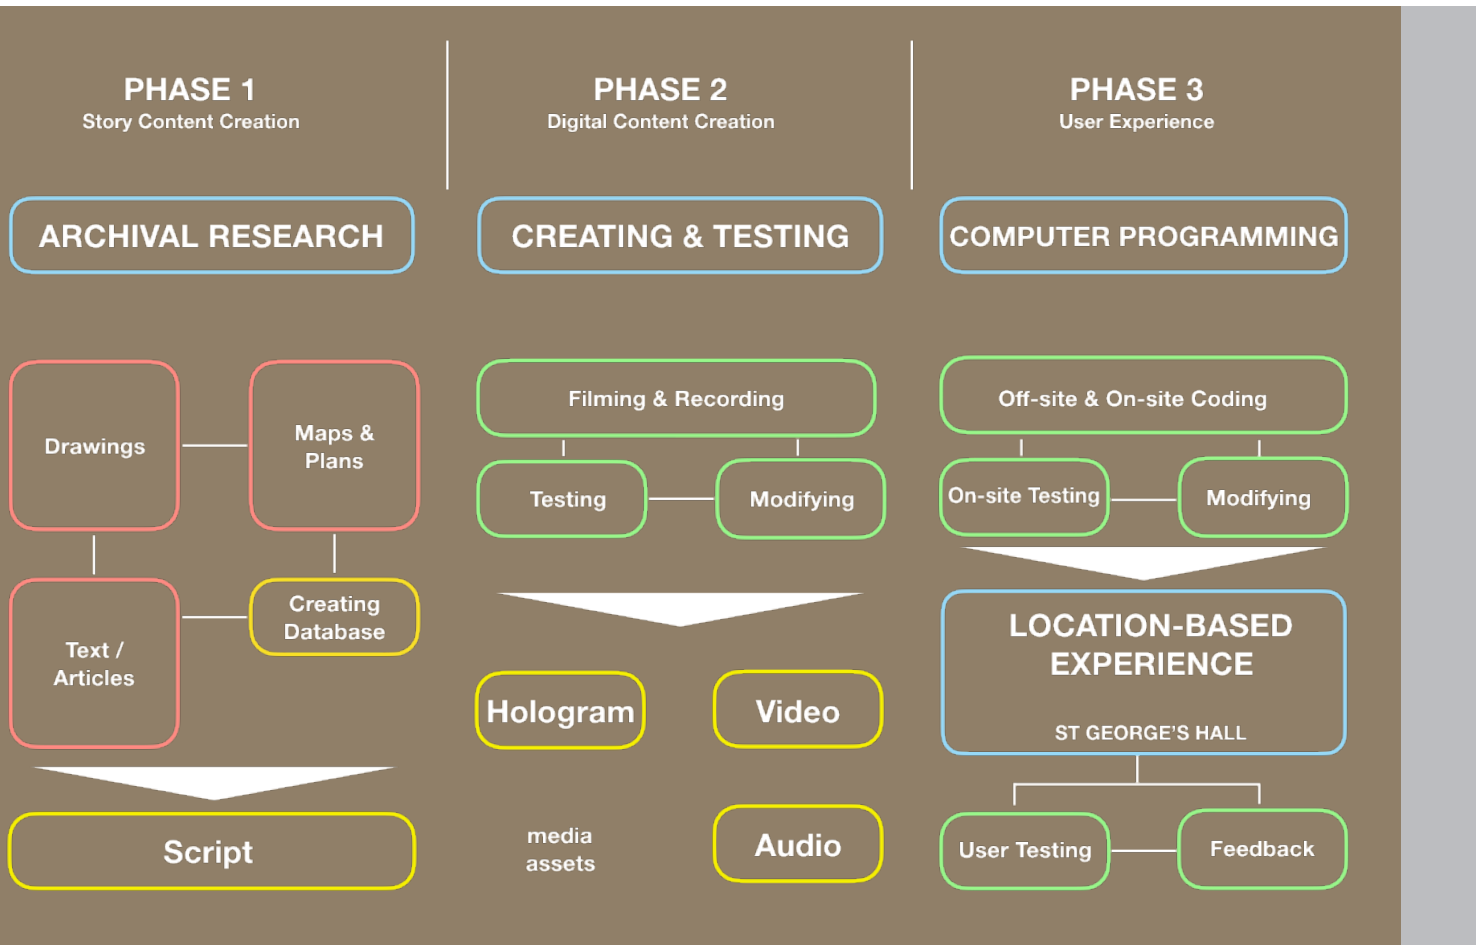 PHASE 1
Story Content Creation
PHASE 2
Digital Content Creation
PHASE 3
User Experience
ARCHIVAL RESEARCH
CREATING & TESTING
COMPUTER PROGRAMMING
Drawings
Maps &
Plans
Text /
Articles
Creating
Database
Script
Filming & Recording
Testing
Modifying
Hologram
Video
media
assets
Audio
Off-site & On-site Coding
On-site Testing
Modifying
LOCATION-BASED
EXPERIENCE
ST GEORGE'S HALL
User Testing
Feedback